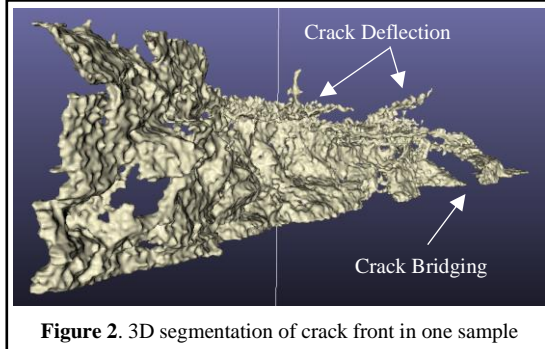 Crack Deflection
Crack Bridging
Figure 2. 3D segmentation of crack front in one sample